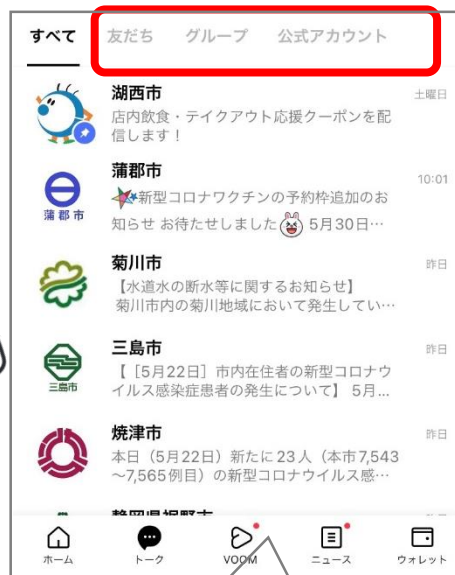 すべて 友だち グループ 公式アカウント
湖西市 土曜日
店内飲食・テイクアウト応援クーポンを配
信します！
蒲郡市 10:01
新型コロナワクチンの予約枠追加のお
知らせ お待たせしました 5月30日…
蒲郡市
菊川市 昨日
【水道水の断水等に関するお知らせ】
菊川市内の菊川地域において発生してい…
三島市 昨日
【［5月22日］市内在住者の新型コロナウ
イルス感染症患者の発生について】 5月...
三島市
焼津市 昨日
本日（5月22日）新たに23人（本市7,543
～7,565例目）の新型コロナウイルス感…
静岡県裾野市
ホーム トーク VOOM ニュース ウォレット